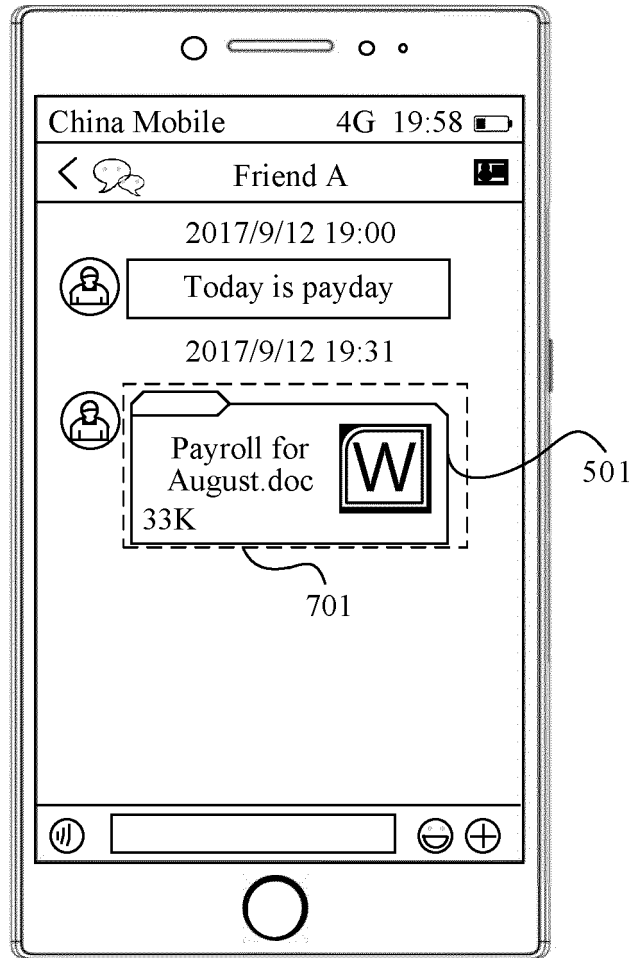 China Mobile 4G 19:58
Friend A
2017/9/12 19:00
Today is payday
2017/9/12 19:31
Payroll for
August.doc
W
33K
501
701